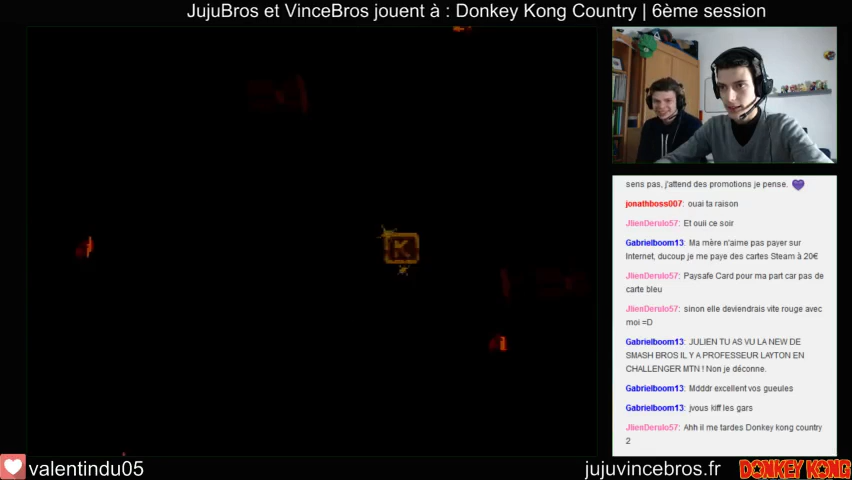 JujuBros et VinceBros jouent à : Donkey Kong Country | 6ème session
K
sens pas, j'attend des promotions je pense.
jonathboss007: ouai ta raison
JlienDerulo57: Et ouii ce soir
Gabrielboom13: Ma mère n'aime pas payer sur
Internet, ducoup je me paye des cartes Steam à 20€
JlienDerulo57: Paysafe Card pour ma part car pas de
carte bleu
JlienDerulo57: sinon elle deviendrais vite rouge avec
moi =D
Gabrielboom13: JULIEN TU AS VU LA NEW DE
SMASH BROS IL Y A PROFESSEUR LAYTON EN
CHALLENGER MTN ! Non je déconne.
Gabrielboom13: Mdddr excellent vos gueules
Gabrielboom13: jvous kiff les gars
JlienDerulo57: Ahh il me tardes Donkey kong country
2
valentindu05
jujuvincebros.fr
DONKEY KONG